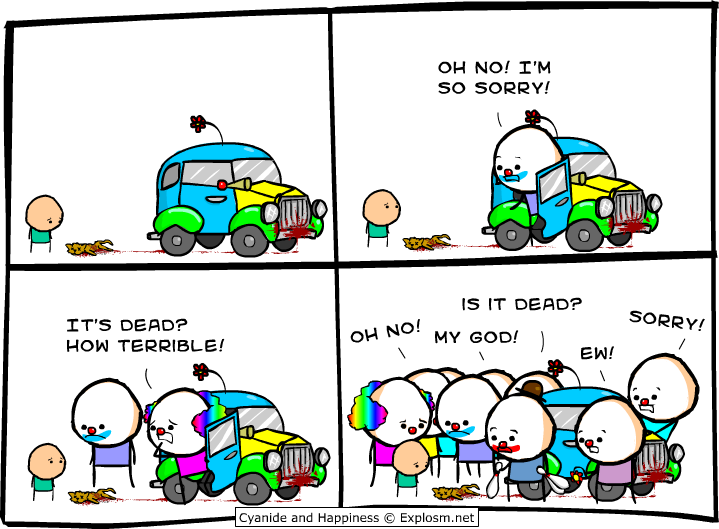 OH NO! I'M
SO SORRY!
IT'S DEAD?
HOW TERRIBLE!
OH NO!
MY GOD!
IS IT DEAD?
EW!
SORRY!
Cyanide and Happiness © Explosm.net